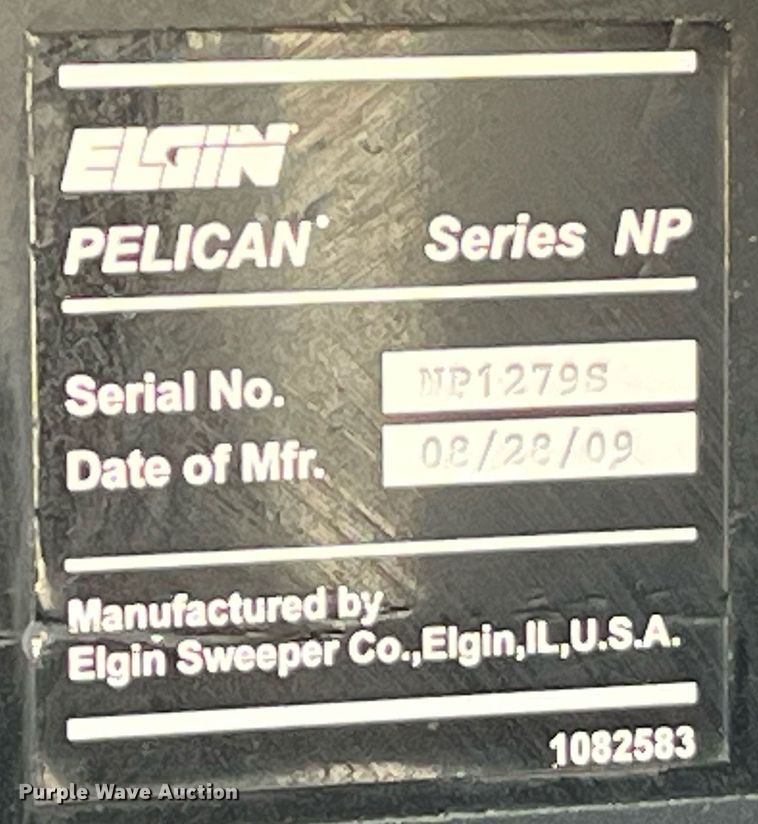 ELGIN
PELICAN Series NP
Serial No. NP1279S
Date of Mfr. 08/28/09
Manufactured by
Elgin Sweeper Co.,Elgin,IL,U.S.A.
1082583
Purple Wave Auction